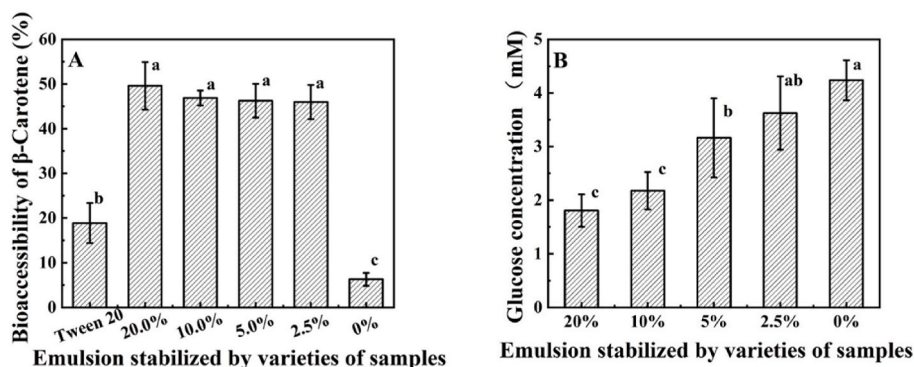 A
Bioaccessibility of β-Carotene (%)
60
50
40
30
20
10
0
b
a
a
a
a
c
Tween 20
20.0%
10.0%
5.0%
2.5%
0%
Emulsion stabilized by varieties of samples
B
Glucose concentration (mM)
5
4
3
2
1
0
c
c
b
ab
a
20%
10%
5%
2.5%
0%
Emulsion stabilized by varieties of samples